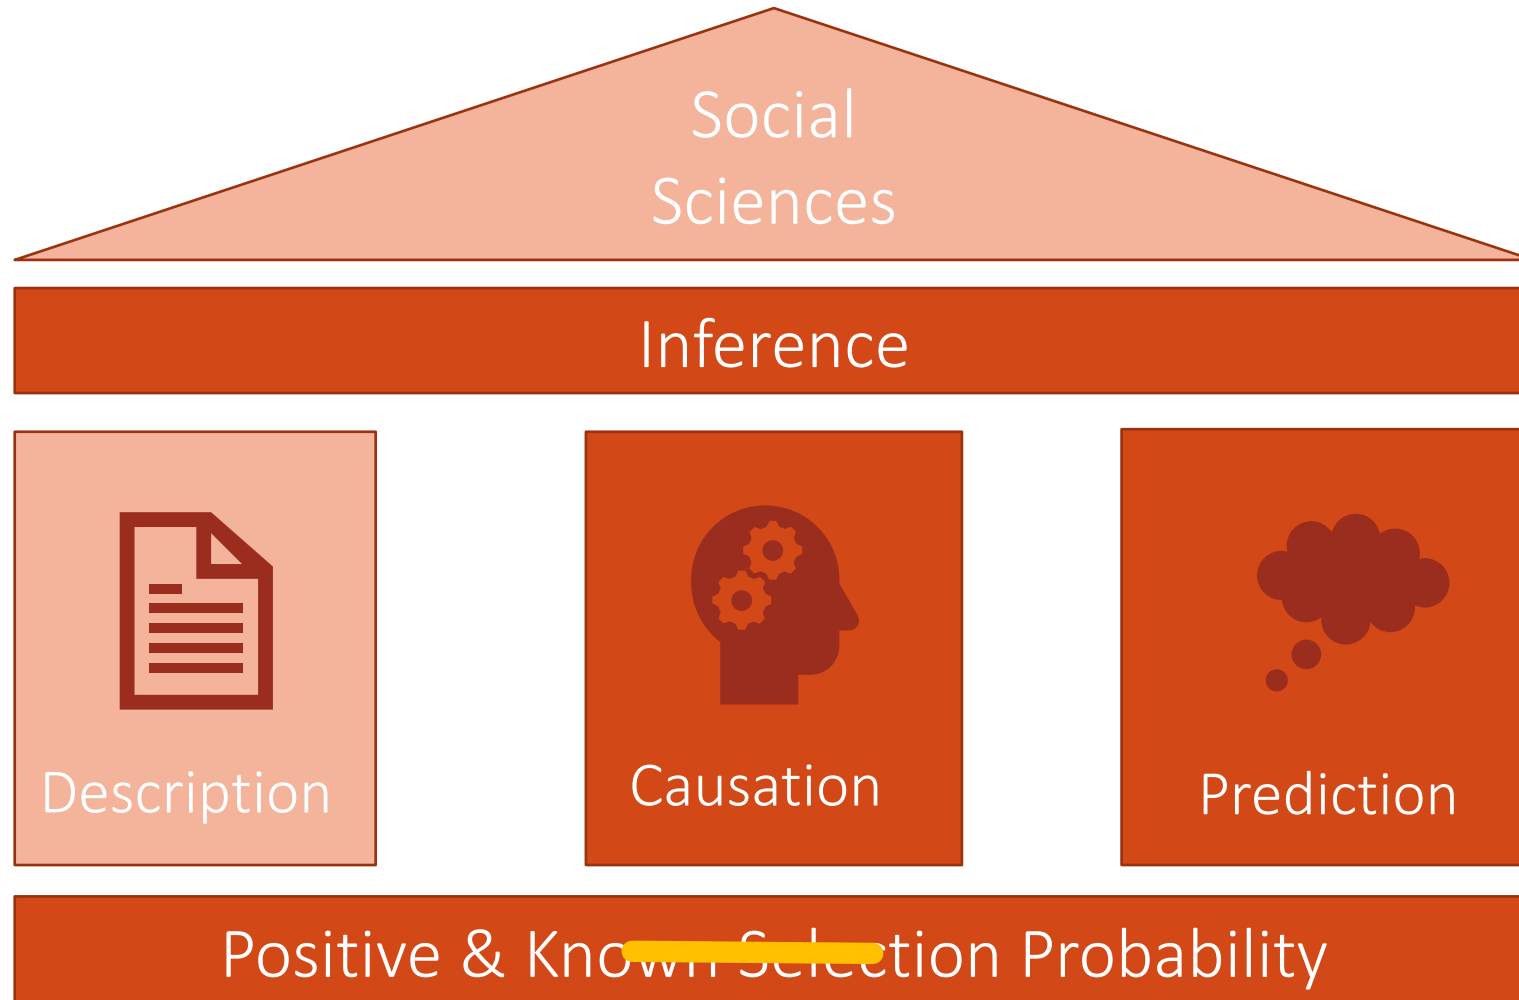 Social
Sciences
Inference
Description
Causation
Prediction
Positive & Known Selection Probability